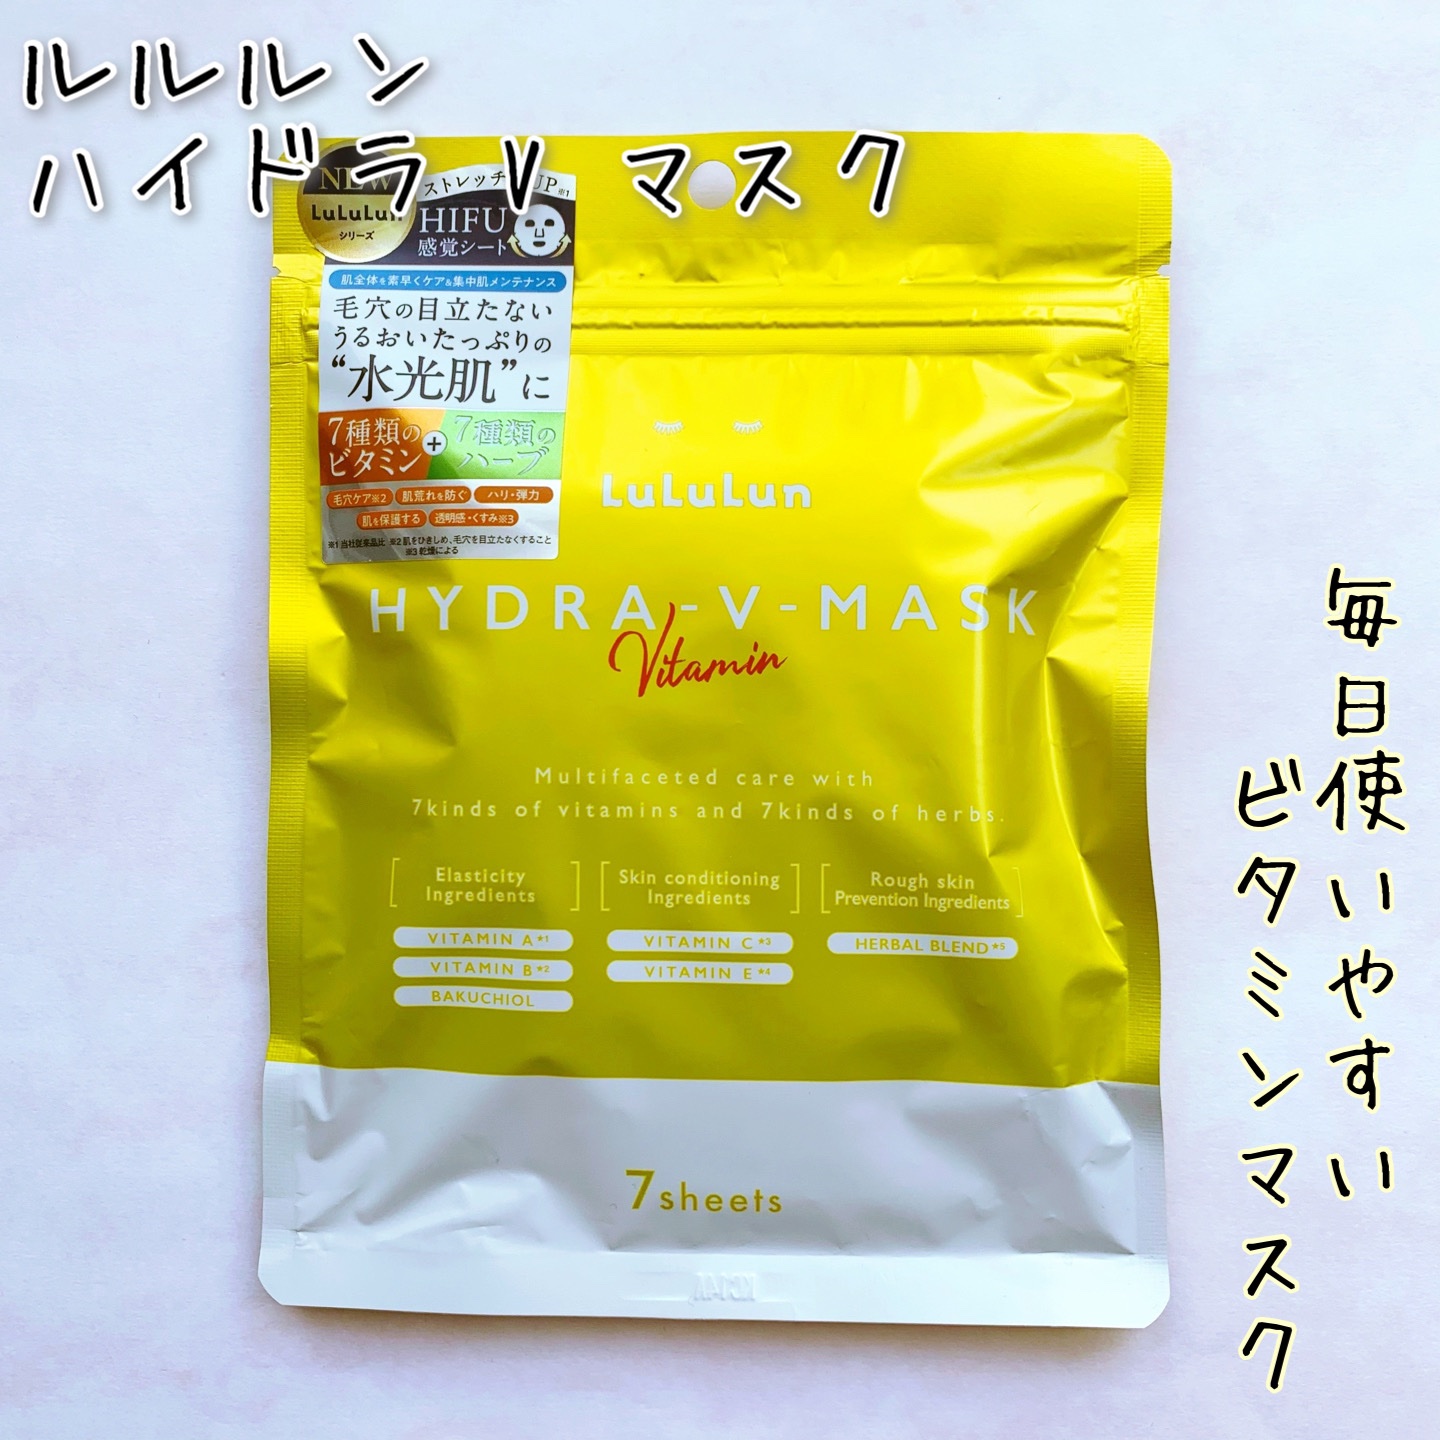 ルルルン
ハイドラ V マスク
NEW
LuLuLun
シリーズ
ストレッチ UP※1
HIFU
感覚シート
肌全体を素早くケア&集中肌メンテナンス
毛穴の目立たない
うるおいたっぷりの
“水光肌”に
7種類の
ビタミン
+
7種類の
ハーブ
毛穴ケア※2
肌荒れを防ぐ
ハリ・弾力
肌を保護する
透明感・くすみ※3
※1 当社従来品比 ※2 肌をひきしめ、毛穴を目立たなくすること
※3 乾燥による
LuLuLun
HYDRA-V-MASK
Vitamin
Multifaceted care with
7kinds of vitamins and 7kinds of herbs.
Elasticity
Ingredients
VITAMIN A★1
VITAMIN B★2
BAKUCHIOL
Skin conditioning
Ingredients
VITAMIN C★3
VITAMIN E★4
Rough skin
Prevention Ingredients
HERBAL BLEND★5
7sheets
毎日使いやすい
ビタミンマスク